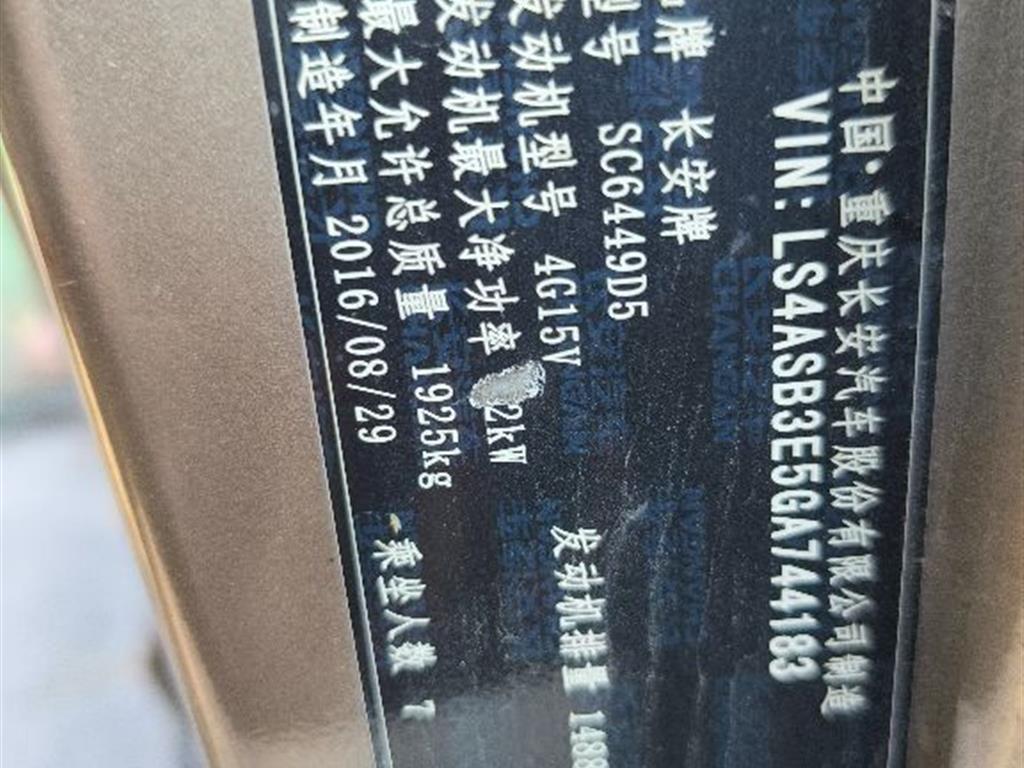 中国·重庆长安汽车股份有限公司制造
VIN: LS4ASB3E5GA744183
牌 长安牌
型号 SC6449D5
发动机型号 4G15V 发动机排量 1488
发动机最大净功率 2kW
最大允许总质量 1925kg 乘坐人数 7
制造年月 2016/08/29